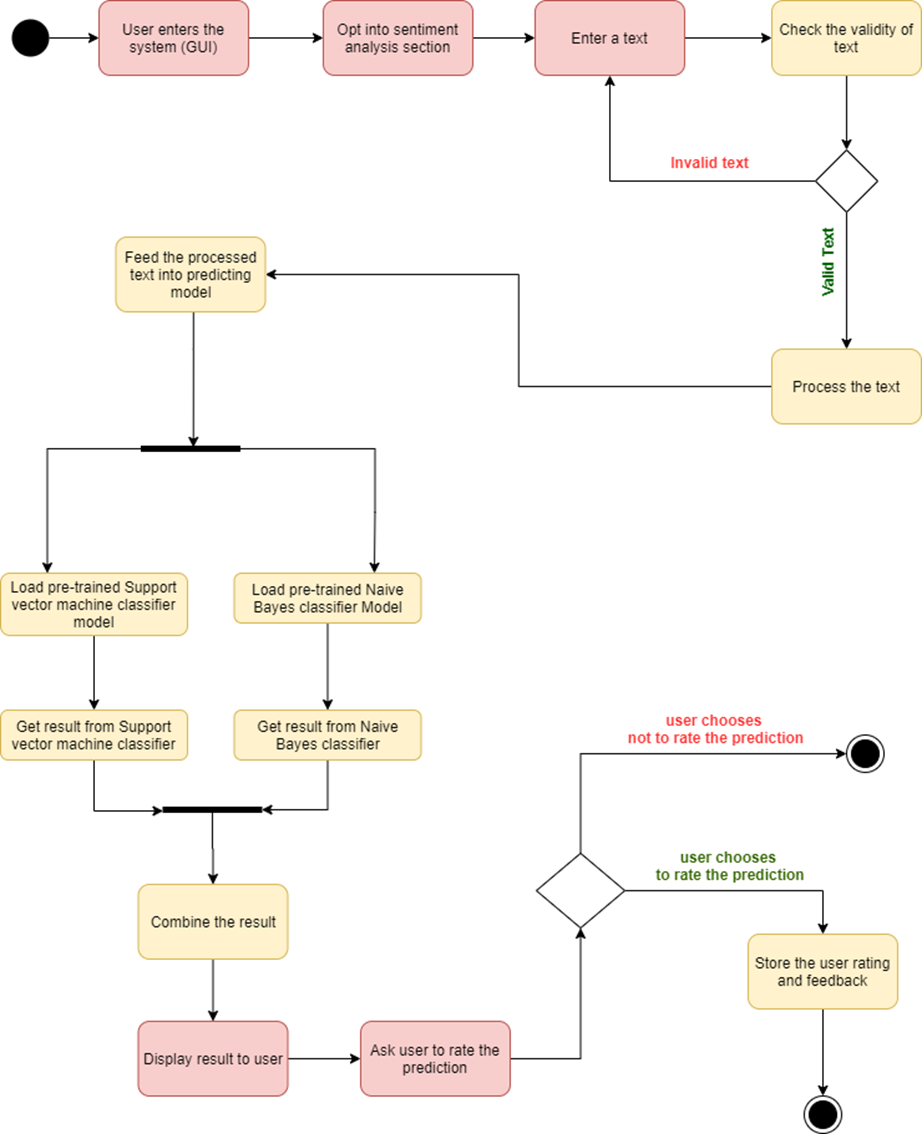 User enters the
system (GUI)
Opt into sentiment
analysis section
Enter a text
Check the validity of
text
Invalid text
Valid Text
Feed the processed
text into predicting
model
Process the text
Load pre-trained Support
vector machine classifier
model
Load pre-trained Naive
Bayes classifier Model
Get result from Support
vector machine classifier
Get result from Naive
Bayes classifier
user chooses
not to rate the prediction
user chooses
to rate the prediction
Combine the result
Store the user rating
and feedback
Display result to user
Ask user to rate the
prediction